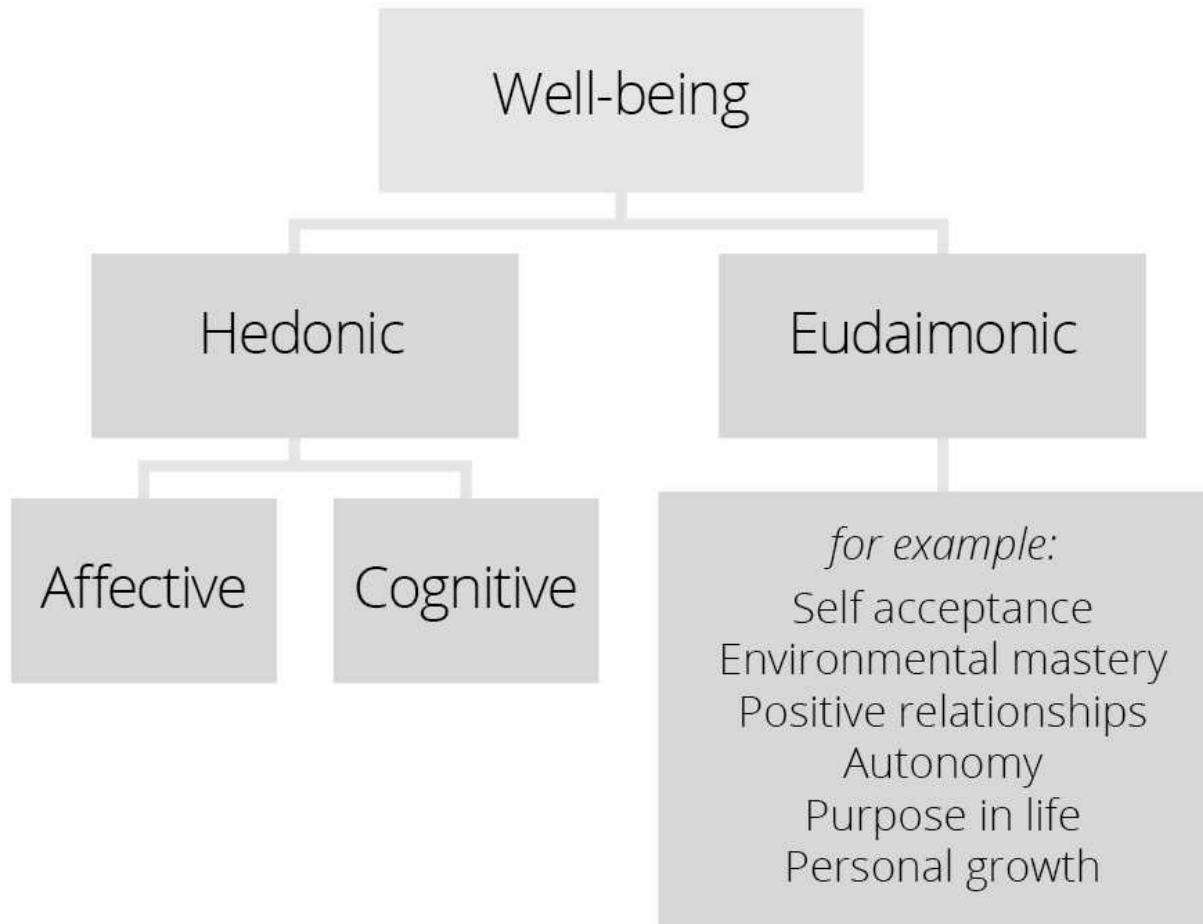 Well-being
Hedonic
Eudaimonic
Affective
Cognitive
for example:
Self acceptance
Environmental mastery
Positive relationships
Autonomy
Purpose in life
Personal growth